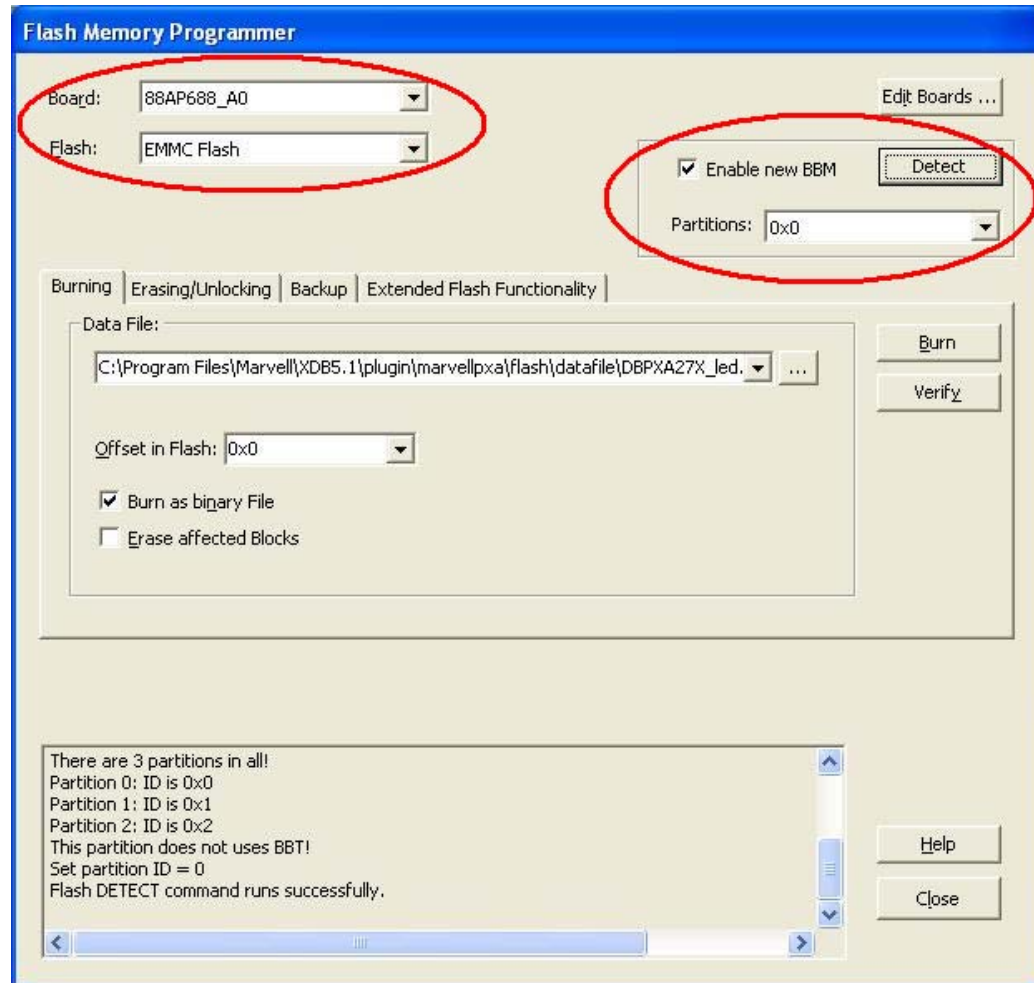 Flash Memory Programmer
Board: 88AP688_A0
Edit Boards ...
Flash: EMMC Flash
Enable new BBM Detect
Partitions: 0x0
Burning Erasing/Unlocking Backup Extended Flash Functionality
Data File:
C:\Program Files\Marvell\XDB5.1\plugin\marvellpxa\flash\datafile\DBPXA27X_led. ...
Burn
Verify
Offset in Flash: 0x0
Burn as binary File
Erase affected Blocks
There are 3 partitions in all!
Partition 0: ID is 0x0
Partition 1: ID is 0x1
Partition 2: ID is 0x2
This partition does not uses BBT!
Set partition ID = 0
Flash DETECT command runs successfully.
Help
Close